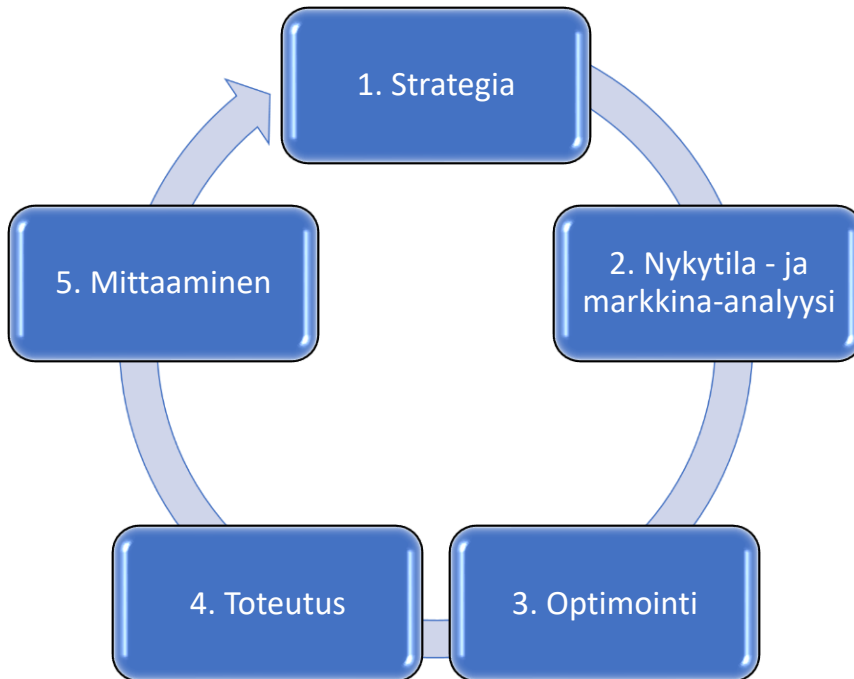 1. Strategia
2. Nykytila - ja
markkina-analyysi
3. Optimointi
4. Toteutus
5. Mittaaminen